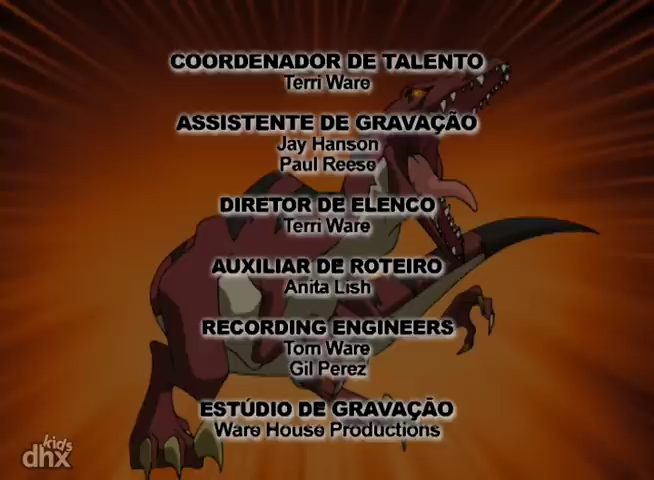 COORDENADOR DE TALENTO
Terri Ware
ASSISTENTE DE GRAVAÇÃO
Jay Hanson
Paul Reese
DIRETOR DE ELENCO
Terri Ware
AUXILIAR DE ROTEIRO
Anita Lish
RECORDING ENGINEERS
Tom Ware
Gil Perez
ESTÚDIO DE GRAVAÇÃO
Ware House Productions
kids
dhx